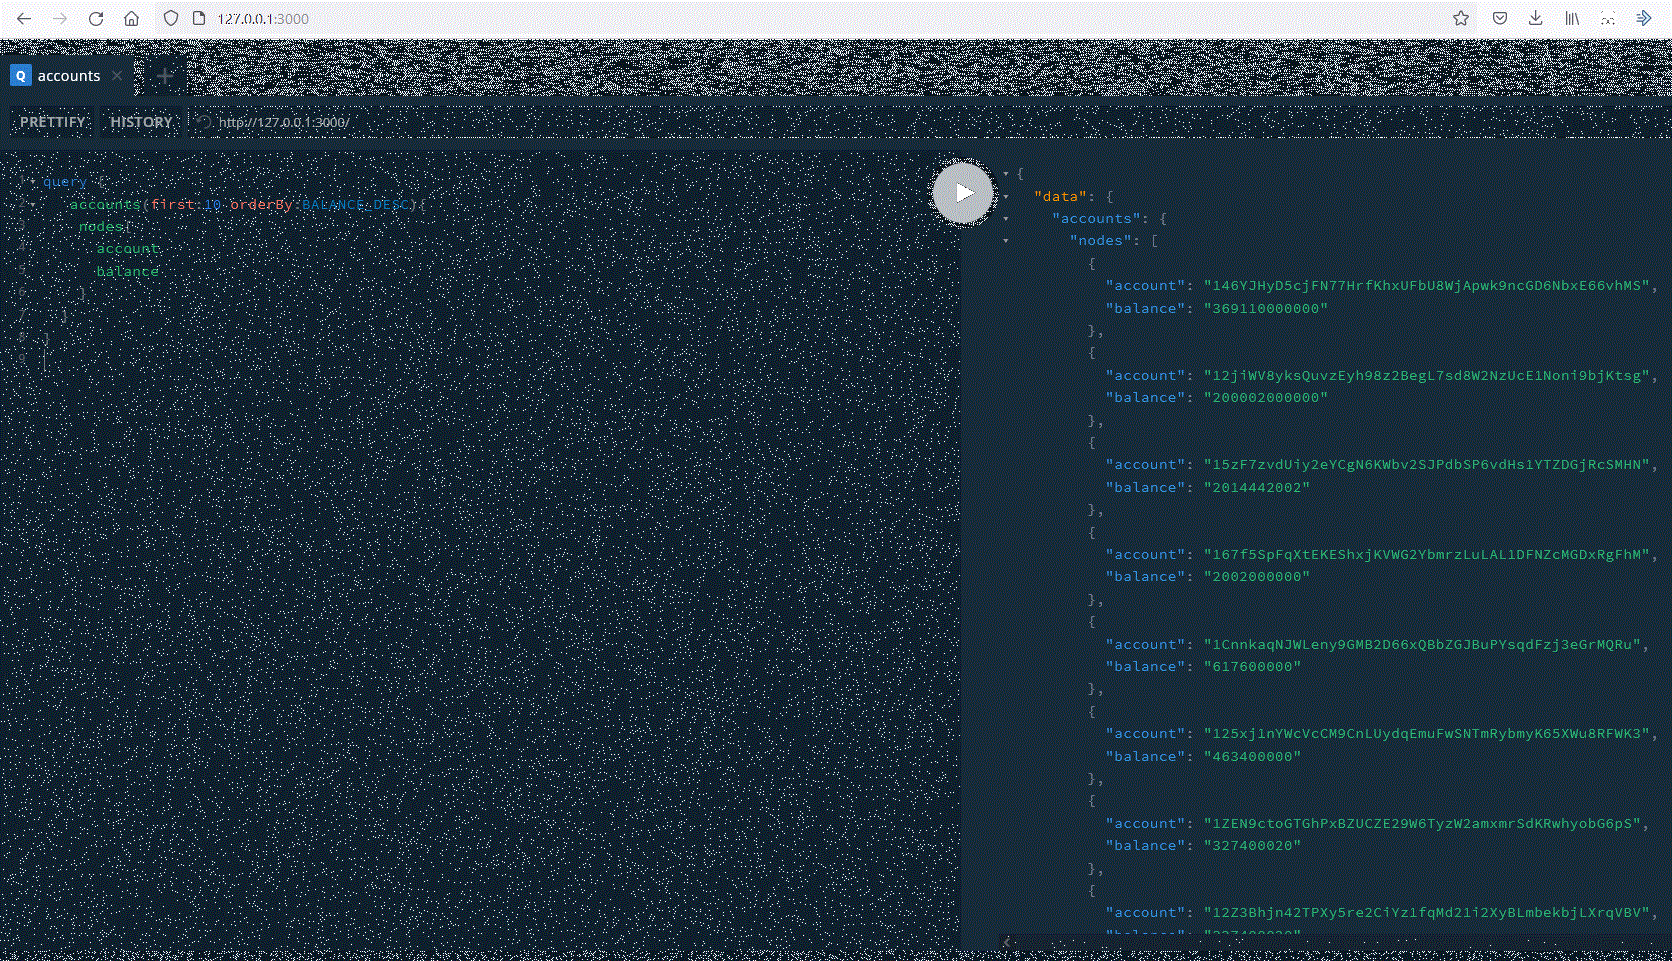 127.0.0.1:3000
Q accounts
PRETTIFY HISTORY http://127.0.0.1:3000/
1 query {
2 accounts(first:10 orderBy:BALANCE_DESC){
3 nodes{
4 account
5 balance
6 }
7 }
8 }
9
{
"data": {
"accounts": {
"nodes": [
{
"account": "146YJHyD5cjFN77HrfKhxUFbU8WjApwk9ncGD6NbxE66vhMS",
"balance": "369110000000"
},
{
"account": "12jiWV8yksQuvzEyh98z2BegL7sd8W2NzUcE1Noni9bjKtsg",
"balance": "200002000000"
},
{
"account": "15zF7zvdUiy2eYCgN6KWbv2SJPdbSP6vdHs1YTZDGjRcSMHN",
"balance": "2014442002"
},
{
"account": "167f5SpFqXtEKEShxjKVWG2YbmrzLuLAL1DFNZcMGDxRgFhM",
"balance": "2002000000"
},
{
"account": "1CnnkaqNJWLeny9GMB2D66xQBbZGJBuPYsqdFzj3eGrMQRu",
"balance": "617600000"
},
{
"account": "125xj1nYWcVcCM9CnLUydqEmuFwSNTmRybmyK65XWu8RFWK3",
"balance": "463400000"
},
{
"account": "1ZEN9ctoGTGhPxBZUCZE29W6TyzW2amxmrSdKRwhyobG6pS",
"balance": "327400020"
},
{
"account": "12Z3Bhjn42TPXy5re2CiYz1fqMd21i2XyBLmbekbjLXrqVBV",
"balance":